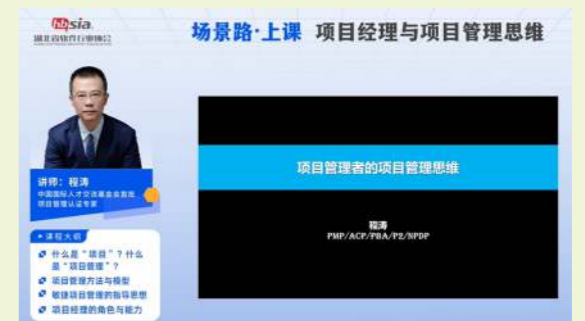 hbsia
湖北省软件行业协会
场景路·上课 项目经理与项目管理思维
讲师：程涛
中国国际人才交流基金会首批
项目管理认证专家
课程大纲
什么是“项目”？什么
是“项目管理”？
项目管理方法与模型
敏捷项目管理的指导思想
项目经理的角色与能力
项目管理者的项目管理思维
程涛
PMP/ACP/PBA/P2/NPDP